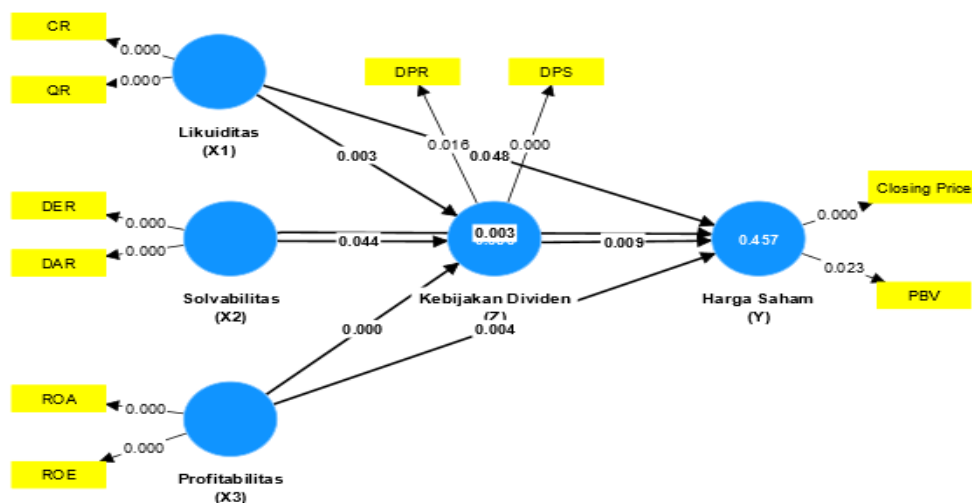 CR
0.000
QR
0.000
Likuiditas
(X1)
DPR
DPS
0.016
0.000
0.048
0.003
DER
0.000
DAR
0.000
0.044
Solvabilitas
(X2)
0.003
Kebijakan Dividen
0.009
0.457
Harga Saham
(Y)
Closing Price
0.000
0.023
PBV
0.000
0.004
ROA
0.000
ROE
0.000
Profitabilitas
(X3)